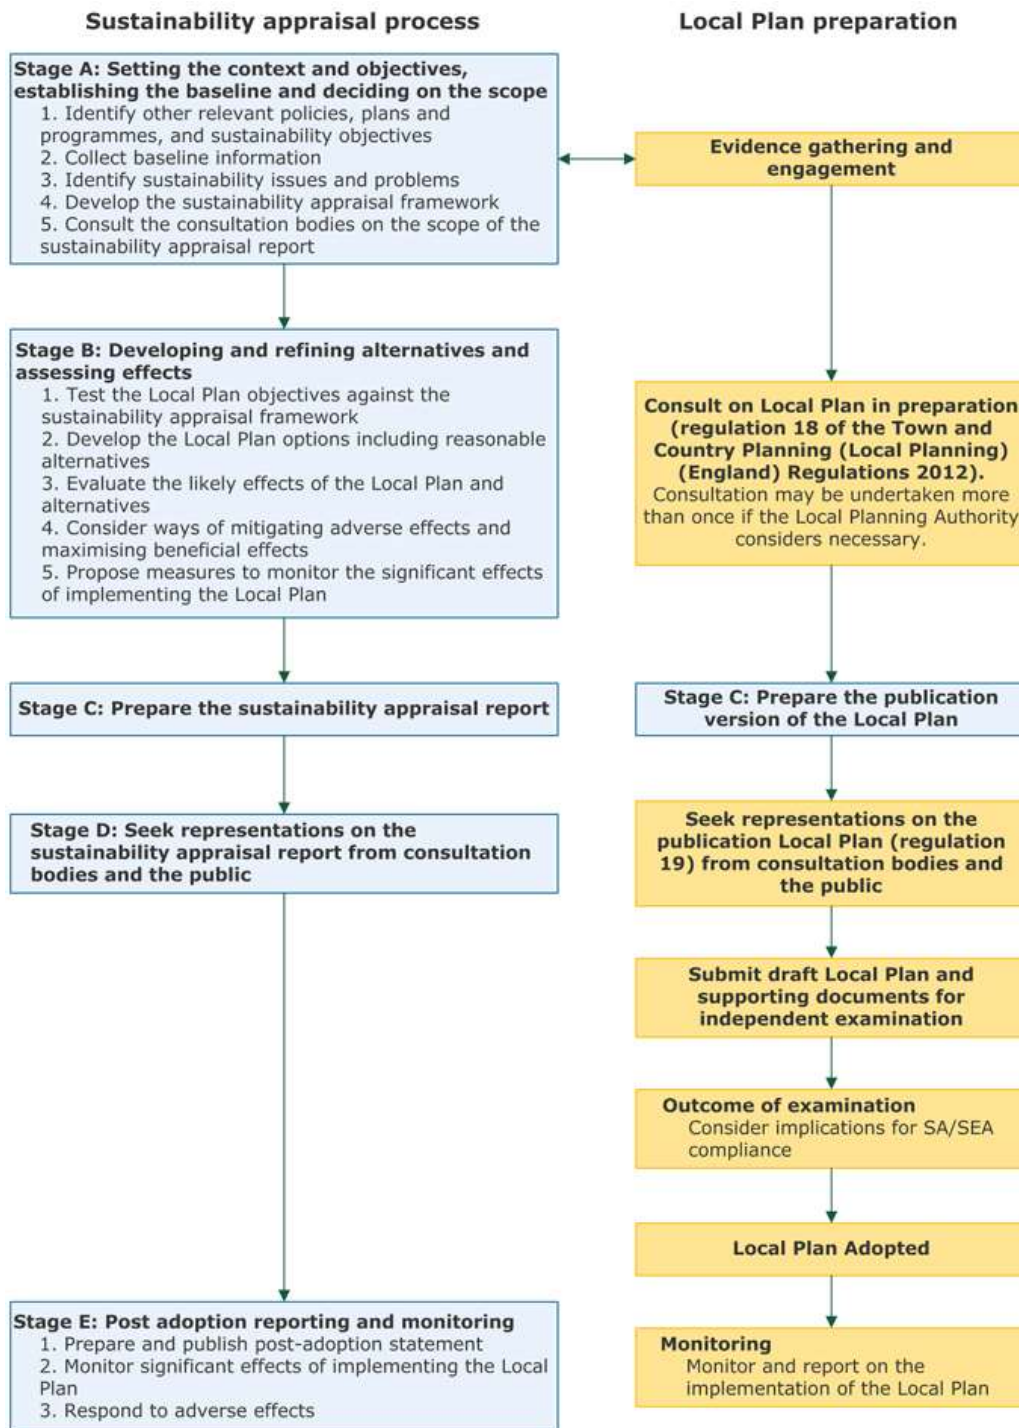 Sustainability appraisal process
Stage A: Setting the context and objectives,
establishing the baseline and deciding on the scope
1. Identify other relevant policies, plans and
programmes, and sustainability objectives
2. Collect baseline information
3. Identify sustainability issues and problems
4. Develop the sustainability appraisal framework
5. Consult the consultation bodies on the scope of the
sustainability appraisal report
Stage B: Developing and refining alternatives and
assessing effects
1. Test the Local Plan objectives against the
sustainability appraisal framework
2. Develop the Local Plan options including reasonable
alternatives
3. Evaluate the likely effects of the Local Plan and
alternatives
4. Consider ways of mitigating adverse effects and
maximising beneficial effects
5. Propose measures to monitor the significant effects
of implementing the Local Plan
Stage C: Prepare the sustainability appraisal report
Stage D: Seek representations on the
sustainability appraisal report from consultation
bodies and the public
Stage E: Post adoption reporting and monitoring
1. Prepare and publish post-adoption statement
2. Monitor significant effects of implementing the Local
Plan
3. Respond to adverse effects
Local Plan preparation
Evidence gathering and
engagement
Consult on Local Plan in preparation
(regulation 18 of the Town and
Country Planning (Local Planning)
(England) Regulations 2012).
Consultation may be undertaken more
than once if the Local Planning Authority
considers necessary.
Stage C: Prepare the publication
version of the Local Plan
Seek representations on the
publication Local Plan (regulation
19) from consultation bodies and
the public
Submit draft Local Plan and
supporting documents for
independent examination
Outcome of examination
Consider implications for SA/SEA
compliance
Local Plan Adopted
Monitoring
Monitor and report on the
implementation of the Local Plan